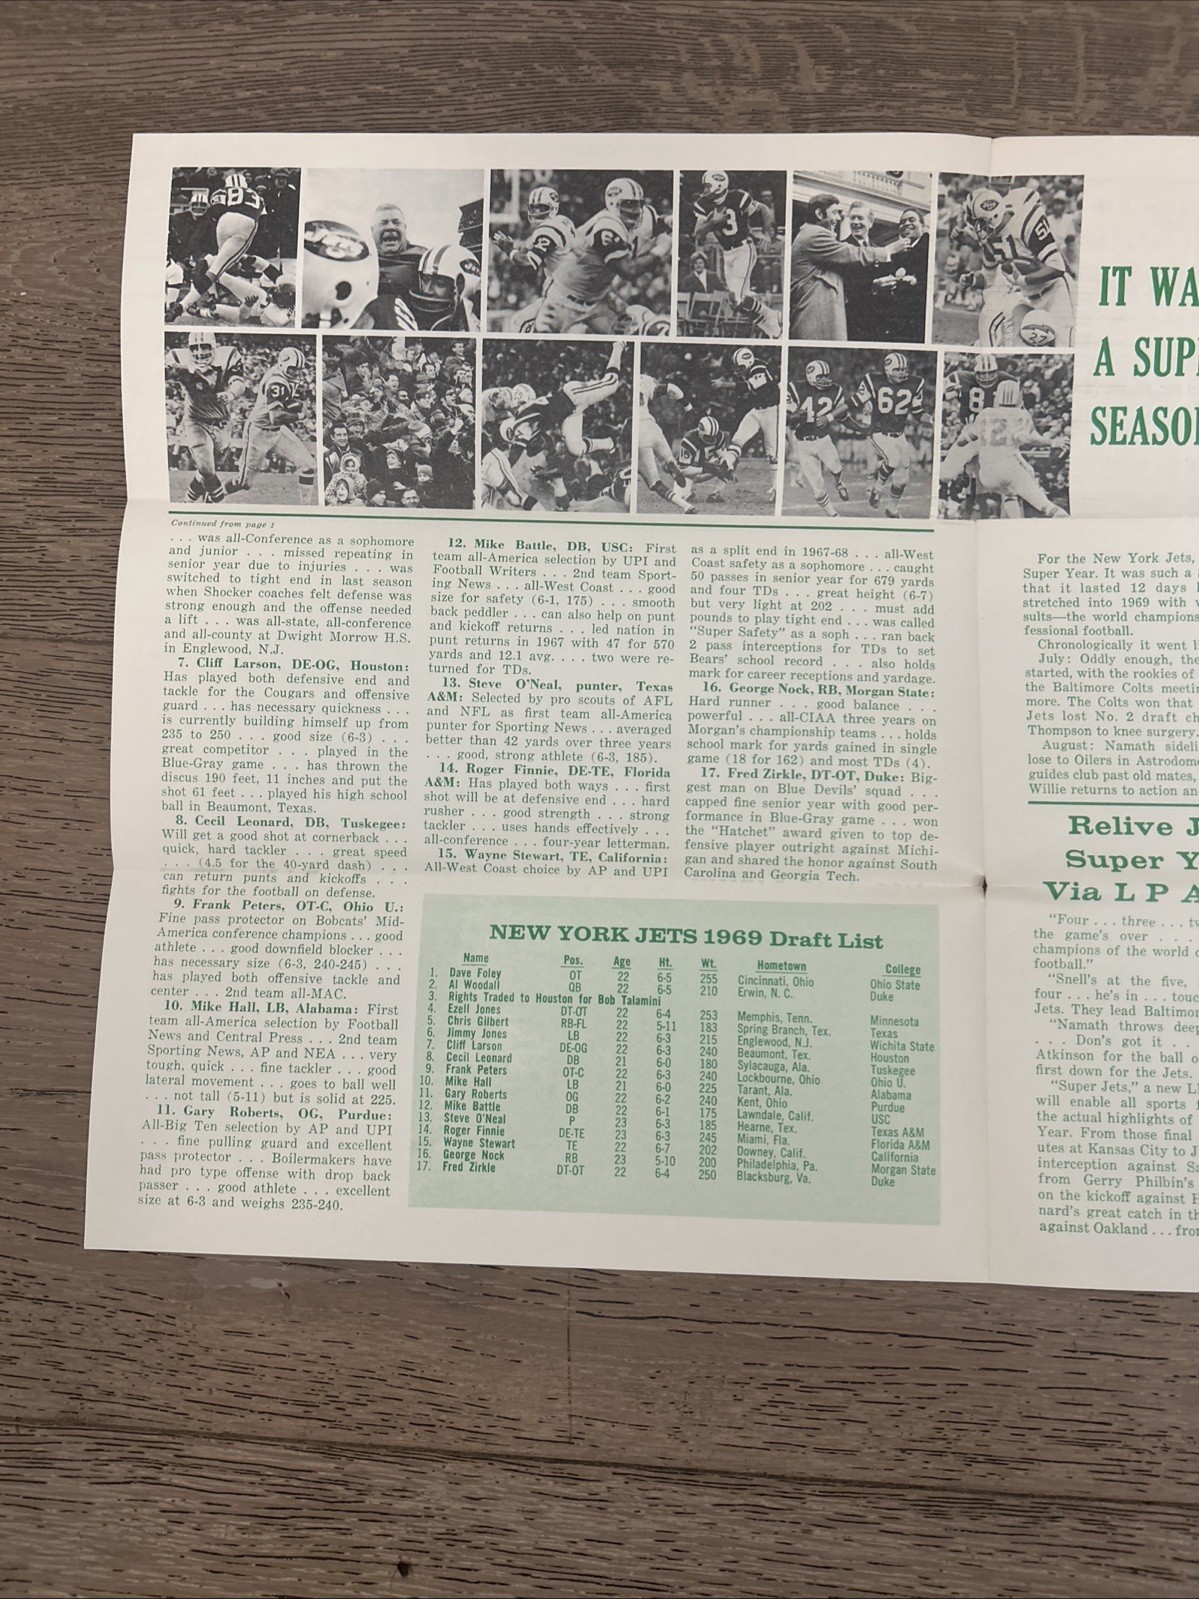 83
32
6
3
51
27
31
42
62
81
12
IT WA
A SUP
SEASO
Continued from page 1
. . . was all-Conference as a sophomore
and junior . . . missed repeating in
senior year due to injuries . . . was
switched to tight end in last season
when Shocker coaches felt defense was
strong enough and the offense needed
a lift . . . was all-state, all-conference
and all-county at Dwight Morrow H.S.
in Englewood, N.J.
7. Cliff Larson, DE-OG, Houston:
Has played both defensive end and
tackle for the Cougars and offensive
guard . . . has necessary quickness . . .
is currently building himself up from
235 to 250 . . . good size (6-3) . . .
great competitor . . . played in the
Blue-Gray game . . . has thrown the
discus 190 feet, 11 inches and put the
shot 61 feet . . . played his high school
ball in Beaumont, Texas.
8. Cecil Leonard, DB, Tuskegee:
Will get a good shot at cornerback . . .
quick, hard tackler . . . great speed
. . . (4.5 for the 40-yard dash) . . .
can return punts and kickoffs . . .
fights for the football on defense.
9. Frank Peters, OT-C, Ohio U.:
Fine pass protector on Bobcats' Mid-
America conference champions . . . good
athlete . . . good downfield blocker . . .
has necessary size (6-3, 240-245) . . .
has played both offensive tackle and
center . . . 2nd team all-MAC.
10. Mike Hall, LB, Alabama: First
team all-America selection by Football
News and Central Press . . . 2nd team
Sporting News, AP and NEA . . . very
tough, quick . . . fine tackler . . . good
lateral movement . . . goes to ball well
. . . not tall (5-11) but is solid at 225.
11. Gary Roberts, OG, Purdue:
All-Big Ten selection by AP and UPI
. . . fine pulling guard and excellent
pass protector . . . Boilermakers have
had pro type offense with drop back
passer . . . good athlete . . . excellent
size at 6-3 and weighs 235-240.
12. Mike Battle, DB, USC: First
team all-America selection by UPI and
Football Writers . . . 2nd team Sport-
ing News . . . all-West Coast . . . good
size for safety (6-1, 175) . . . smooth
back peddler . . . can also help on punt
and kickoff returns . . . led nation in
punt returns in 1967 with 47 for 570
yards and 12.1 avg. . . . two were re-
turned for TDs.
13. Steve O'Neal, punter, Texas
A&M: Selected by pro scouts of AFL
and NFL as first team all-America
punter for Sporting News . . . averaged
better than 42 yards over three years
. . . good, strong athlete (6-3, 185).
14. Roger Finnie, DE-TE, Florida
A&M: Has played both ways . . . first
shot will be at defensive end . . . hard
rusher . . . good strength . . . strong
tackler . . . uses hands effectively . . .
all-conference . . . four-year letterman.
15. Wayne Stewart, TE, California:
All-West Coast choice by AP and UPI
as a split end in 1967-68 . . . all-West
Coast safety as a sophomore . . . caught
50 passes in senior year for 679 yards
and four TDs . . . great height (6-7)
but very light at 202 . . . must add
pounds to play tight end . . . was called
"Super Safety" as a soph . . . ran back
2 pass interceptions for TDs to set
Bears' school record . . . also holds
mark for career receptions and yardage.
16. George Nock, RB, Morgan State:
Hard runner . . . good balance . . .
powerful . . . all-CIAA three years on
Morgan's championship teams . . . holds
school mark for yards gained in single
game (18 for 162) and most TDs (4).
17. Fred Zirkle, DT-OT, Duke: Big-
gest man on Blue Devils' squad . . .
capped fine senior year with good per-
formance in Blue-Gray game . . . won
the "Hatchet" award given to top de-
fensive player outright against Michi-
gan and shared the honor against South
Carolina and Georgia Tech.
NEW YORK JETS 1969 Draft List
Name Pos. Age Ht. Wt. Hometown College
1. Dave Foley OT 22 6-5 255 Cincinnati, Ohio Ohio State
2. Al Woodall QB 22 6-5 210 Erwin, N. C. Duke
3. Rights Traded to Houston for Bob Talamini
4. Ezell Jones DT-OT 22 6-4 253 Memphis, Tenn. Minnesota
5. Chris Gilbert RB-FL 22 5-11 183 Spring Branch, Tex. Texas
6. Jimmy Jones LB 22 6-3 215 Englewood, N.J. Wichita State
7. Cliff Larson DE-OG 22 6-3 240 Beaumont, Tex. Houston
8. Cecil Leonard DB 21 6-0 180 Sylacauga, Ala. Tuskegee
9. Frank Peters OT-C 22 6-3 240 Lockbourne, Ohio Ohio U.
10. Mike Hall LB 21 6-0 225 Tarant, Ala. Alabama
11. Gary Roberts OG 22 6-2 240 Kent, Ohio Purdue
12. Mike Battle DB 22 6-1 175 Lawndale, Calif. USC
13. Steve O'Neal P 23 6-3 185 Hearne, Tex. Texas A&M
14. Roger Finnie DE-TE 23 6-3 245 Miami, Fla. Florida A&M
15. Wayne Stewart TE 22 6-7 202 Downey, Calif. California
16. George Nock RB 23 5-10 200 Philadelphia, Pa. Morgan State
17. Fred Zirkle DT-OT 22 6-4 250 Blacksburg, Va. Duke
For the New York Jets,
Super Year. It was such a
that it lasted 12 days
stretched into 1969 with
sults—the world champions
fessional football.
Chronologically it went li
July: Oddly enough, the
started, with the rookies of
the Baltimore Colts meeti
more. The Colts won that
Jets lost No. 2 draft ch
Thompson to knee surgery.
August: Namath sideli
lose to Oilers in Astrodome
guides club past old mates,
Willie returns to action an
Relive J
Super Y
Via L P A
"Four . . . three . . . tw
the game's over . . .
champions of the world
football."
"Snell's at the five,
four . . . he's in . . . touc
Jets. They lead Baltimor
"Namath throws deep
. . . Don's got it . . .
Atkinson for the ball o
first down for the Jets.
"Super Jets," a new L
will enable all sports
the actual highlights of
Year. From those final
utes at Kansas City to J
interception against Sa
from Gerry Philbin's
on the kickoff against H
nard's great catch in th
against Oakland . . . fro